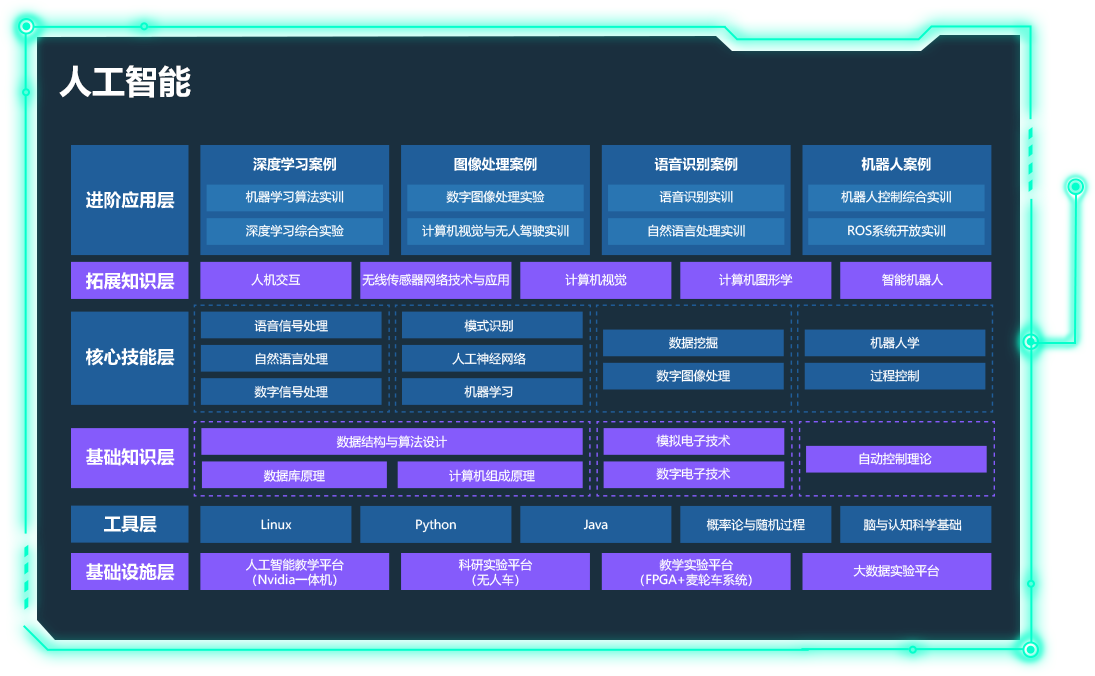 人工智能
进阶应用层
深度学习案例
机器学习算法实训
深度学习综合实验
图像处理案例
数字图像处理实验
计算机视觉与无人驾驶实训
语音识别案例
语音识别实训
自然语言处理实训
机器人案例
机器人控制综合实训
ROS系统开放实训
拓展知识层
人机交互
无线传感器网络技术与应用
计算机视觉
计算机图形学
智能机器人
核心技能层
语音信号处理
自然语言处理
数字信号处理
模式识别
人工神经网络
机器学习
数据挖掘
数字图像处理
机器人学
过程控制
基础知识层
数据结构与算法设计
数据库原理
计算机组成原理
模拟电子技术
数字电子技术
自动控制理论
工具层
Linux
Python
Java
概率论与随机过程
脑与认知科学基础
基础设施层
人工智能教学平台
（Nvidia一体机）
科研实验平台
（无人车）
教学实验平台
（FPGA+麦轮车系统）
大数据实验平台